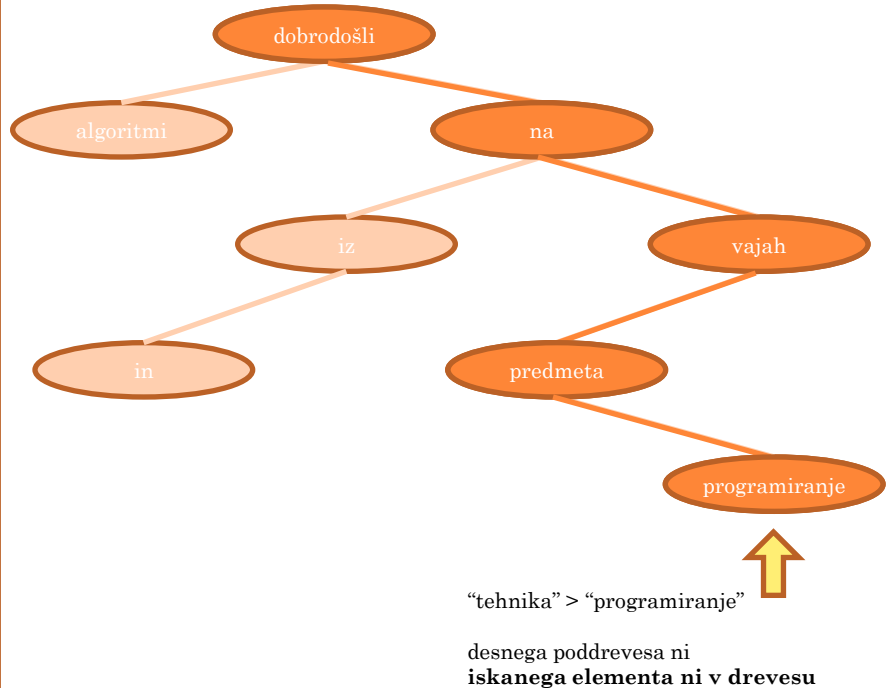 dobrodošli
algoritmi
na
iz
vajah
in
predmeta
programiranje
“tehnika” > “programiranje”
desnega poddrevesa ni
iskanega elementa ni v drevesu